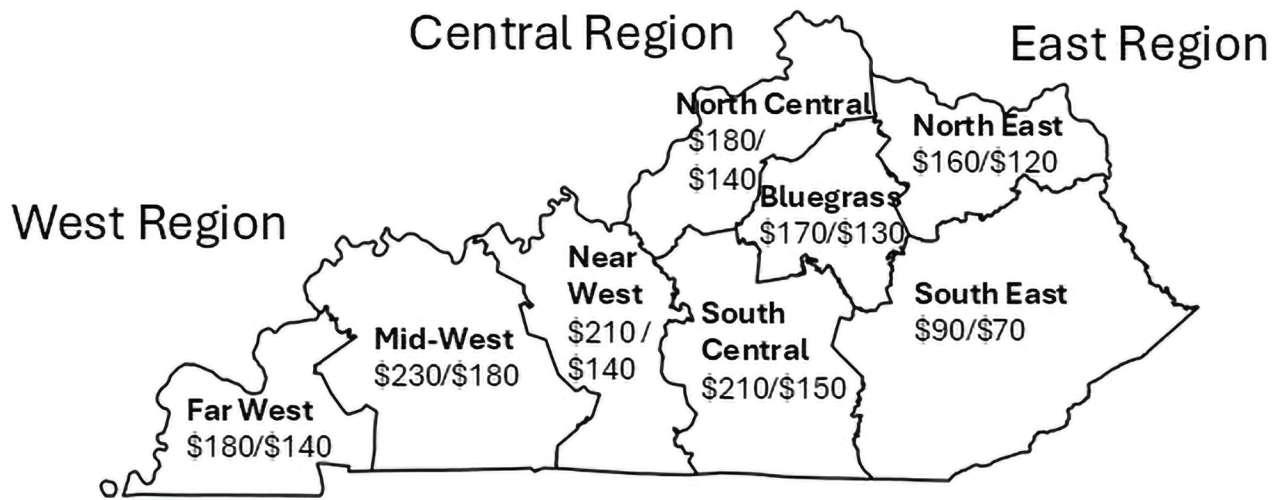 Central Region
East Region
North Central
$180/
$140
North East
$160/$120
Bluegrass
$170/$130
West Region
Near
West
$210/
$140
South East
$90/$70
South
Central
$210/$150
Mid-West
$230/$180
Far West
$180/$140